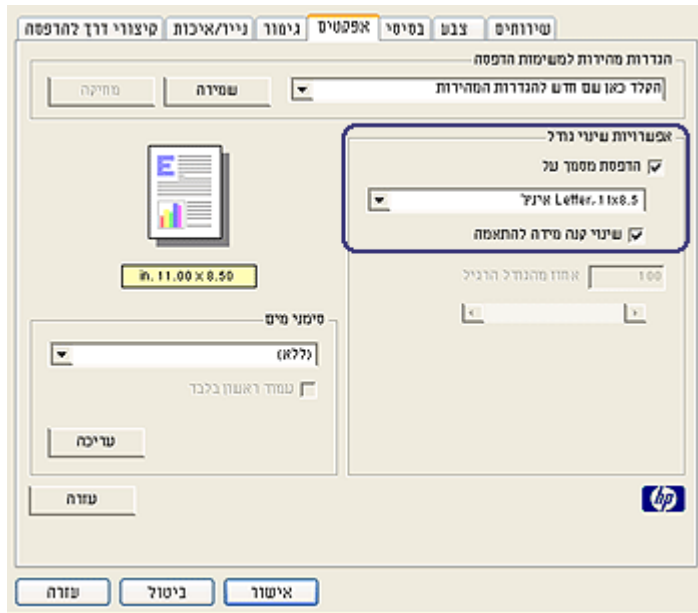 שירותים צבע בסיסי אפקטים גימור נייר/איכות קיצורי דרך להדפסה
הגדרות מהירות למשימות הדפסה
הקלד כאן שם חדש להגדרות המהירות שמירה מחיקה
אפשרויות שינוי גודל
הדפסת מסמך על
Letter, 11x8.5 אינץ'
שינוי קנה מידה להתאמה
100 אחוז מהגודל הרגיל
E
in. 11.00 x 8.50
סימני מים
(ללא)
עמוד ראשון בלבד
עריכה
עזרה
hp
אישור ביטול עזרה